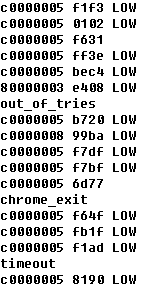 c0000005 f1f3 LOW
c0000005 0102 LOW
c0000005 f631
c0000005 ff3e LOW
c0000005 bec4 LOW
80000003 e408 LOW
out_of_tries
c0000005 b720 LOW
c0000008 99ba LOW
c0000005 f7df LOW
c0000005 f7bf LOW
c0000005 6d77
chrome_exit
c0000005 f64f LOW
c0000005 fb1f LOW
c0000005 f1ad LOW
timeout
c0000005 8190 LOW